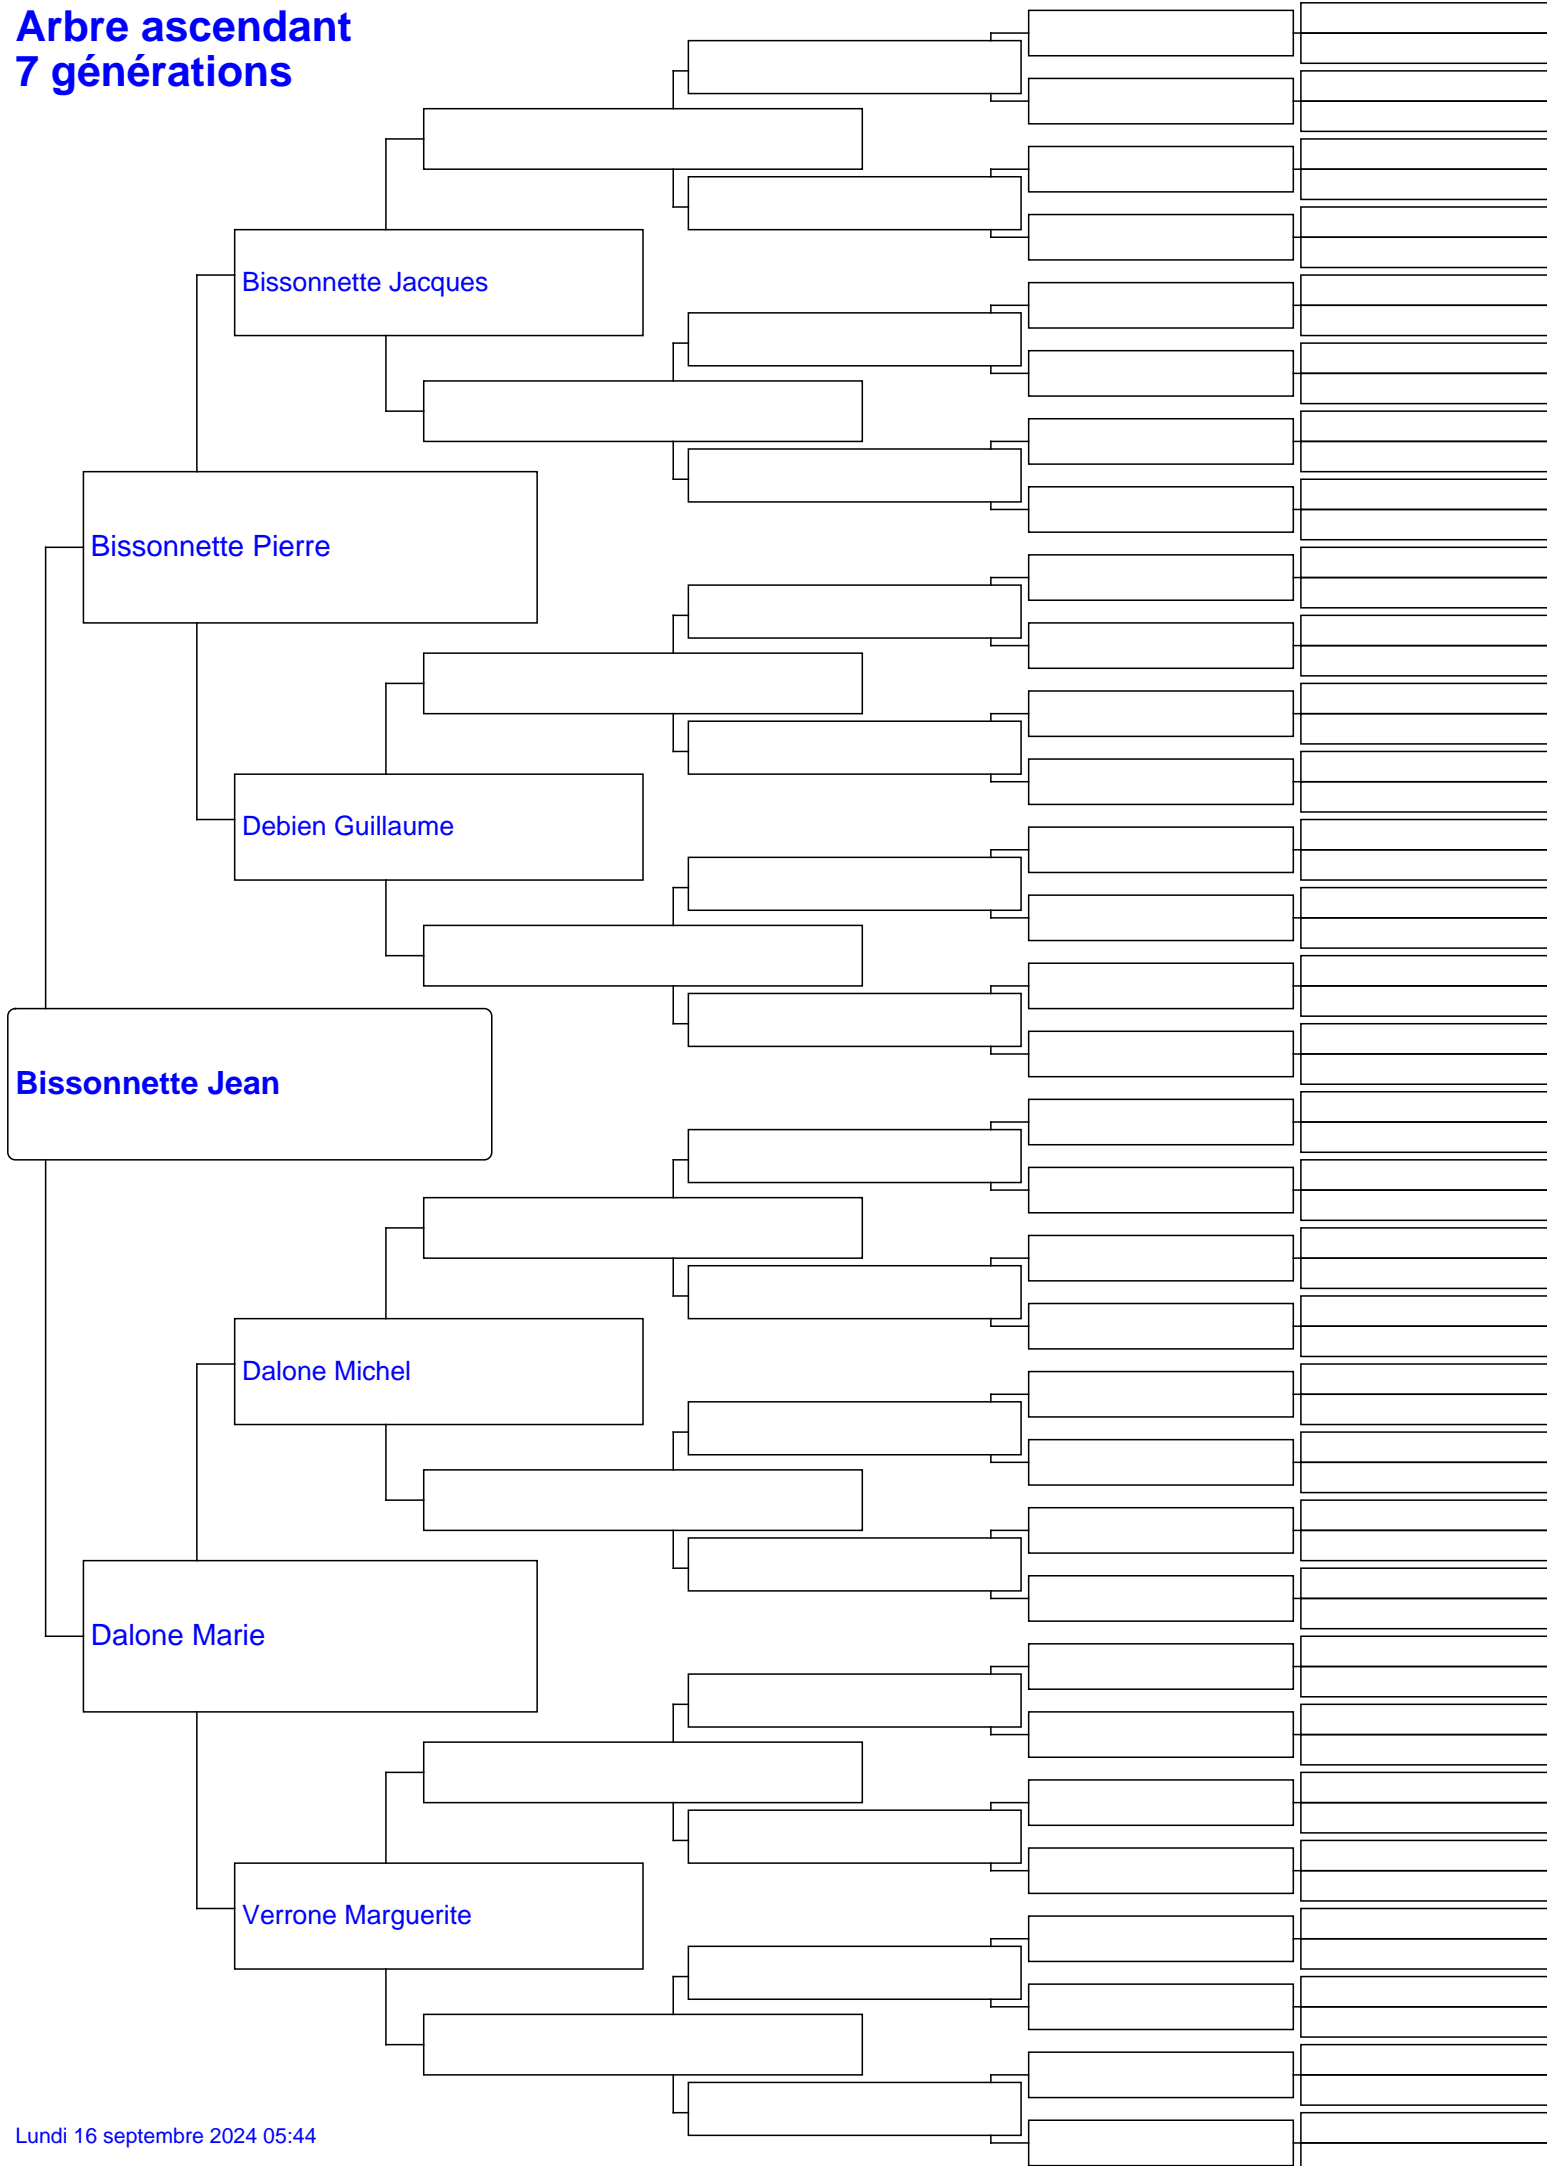 Arbre ascendant
7 générations
Bissonnette Jacques
Bissonnette Pierre
Debien Guillaume
Bissonnette Jean
Dalone Michel
Dalone Marie
Verrone Marguerite
Lundi 16 septembre 2024 05:44